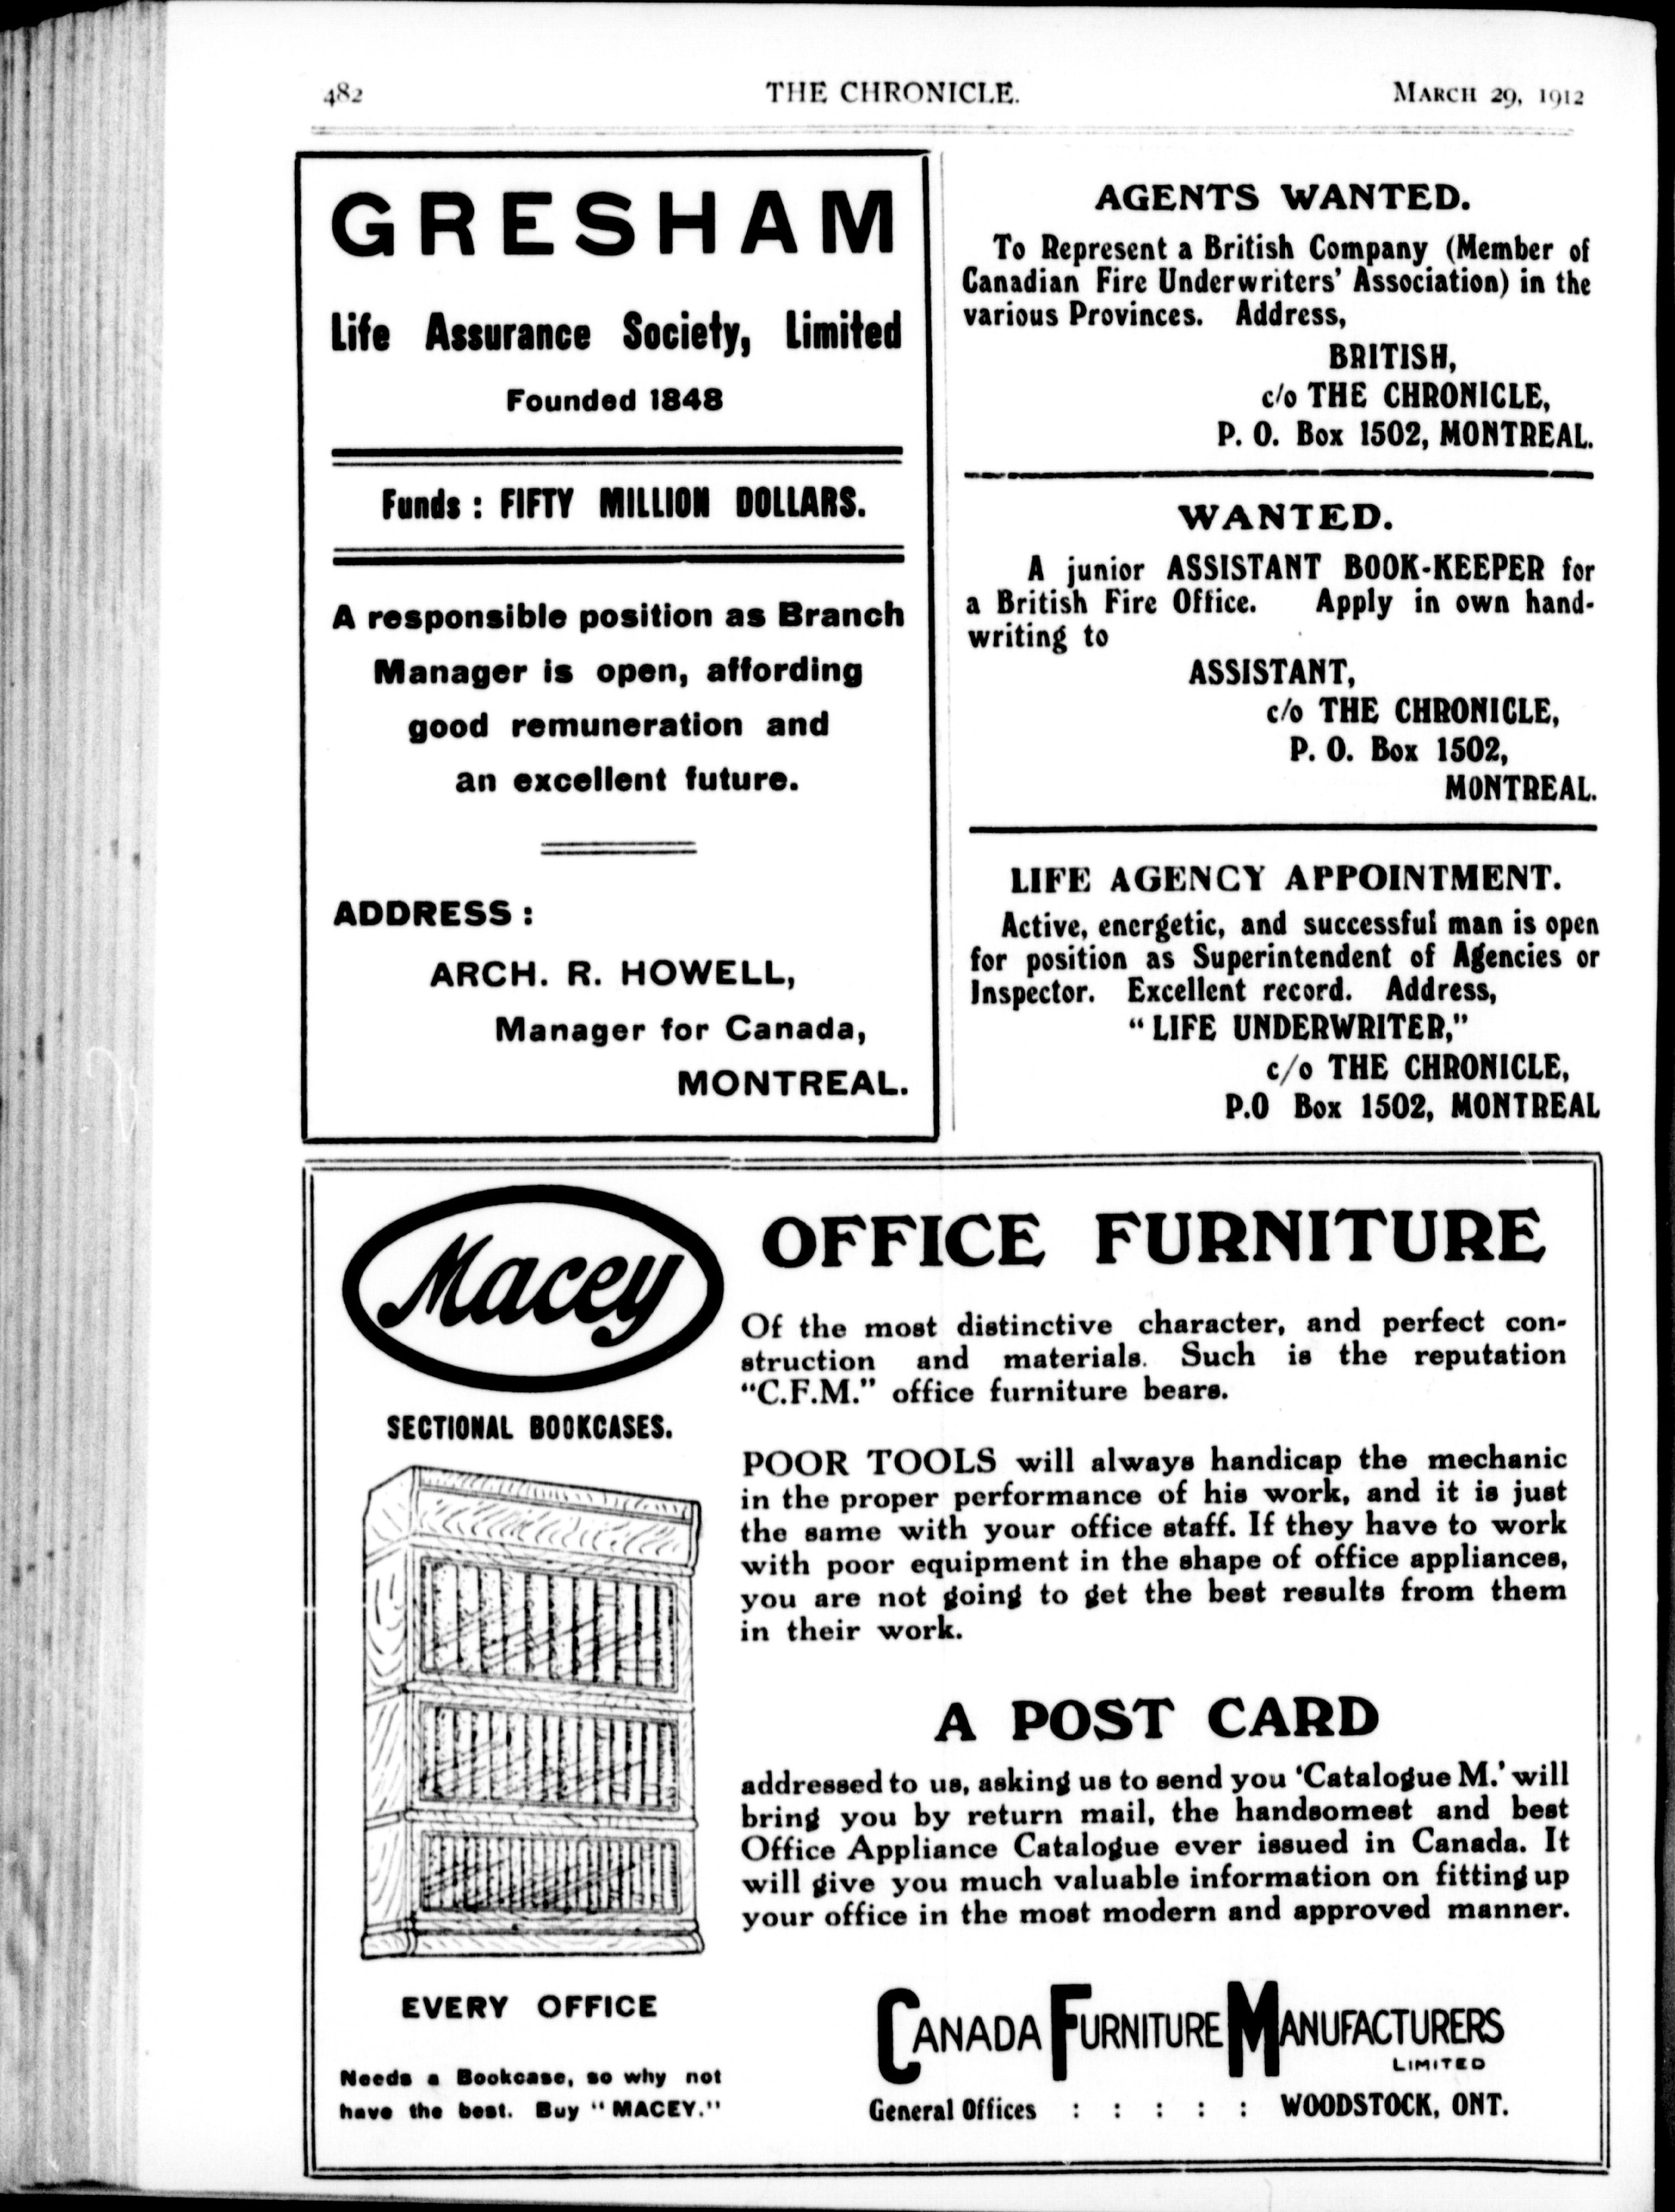 482 THE CHRONICLE. MARCH 29, 1912
GRESHAM
Life Assurance Society, Limited
Founded 1848
Funds : FIFTY MILLION DOLLARS.
A responsible position as Branch
Manager is open, affording
good remuneration and
an excellent future.
ADDRESS :
ARCH. R. HOWELL,
Manager for Canada,
MONTREAL.
AGENTS WANTED.
To Represent a British Company (Member of
Canadian Fire Underwriters' Association) in the
various Provinces. Address,
BRITISH,
c/o THE CHRONICLE,
P. O. Box 1502, MONTREAL.
WANTED.
A junior ASSISTANT BOOK-KEEPER for
a British Fire Office. Apply in own hand-
writing to
ASSISTANT,
c/o THE CHRONICLE,
P. O. Box 1502,
MONTREAL.
LIFE AGENCY APPOINTMENT.
Active, energetic, and successful man is open
for position as Superintendent of Agencies or
Inspector. Excellent record. Address,
"LIFE UNDERWRITER,"
c/o THE CHRONICLE,
P.O Box 1502, MONTREAL
Macey
SECTIONAL BOOKCASES.
EVERY OFFICE
Needs a Bookcase, so why not
have the best. Buy "MACEY."
OFFICE FURNITURE
Of the most distinctive character, and perfect con-
struction and materials. Such is the reputation
"C.F.M." office furniture bears.
POOR TOOLS will always handicap the mechanic
in the proper performance of his work, and it is just
the same with your office staff. If they have to work
with poor equipment in the shape of office appliances,
you are not going to get the best results from them
in their work.
A POST CARD
addressed to us, asking us to send you 'Catalogue M.' will
bring you by return mail, the handsomest and best
Office Appliance Catalogue ever issued in Canada. It
will give you much valuable information on fitting up
your office in the most modern and approved manner.
CANADA FURNITURE MANUFACTURERS
LIMITED
General Offices : : : : : WOODSTOCK, ONT.